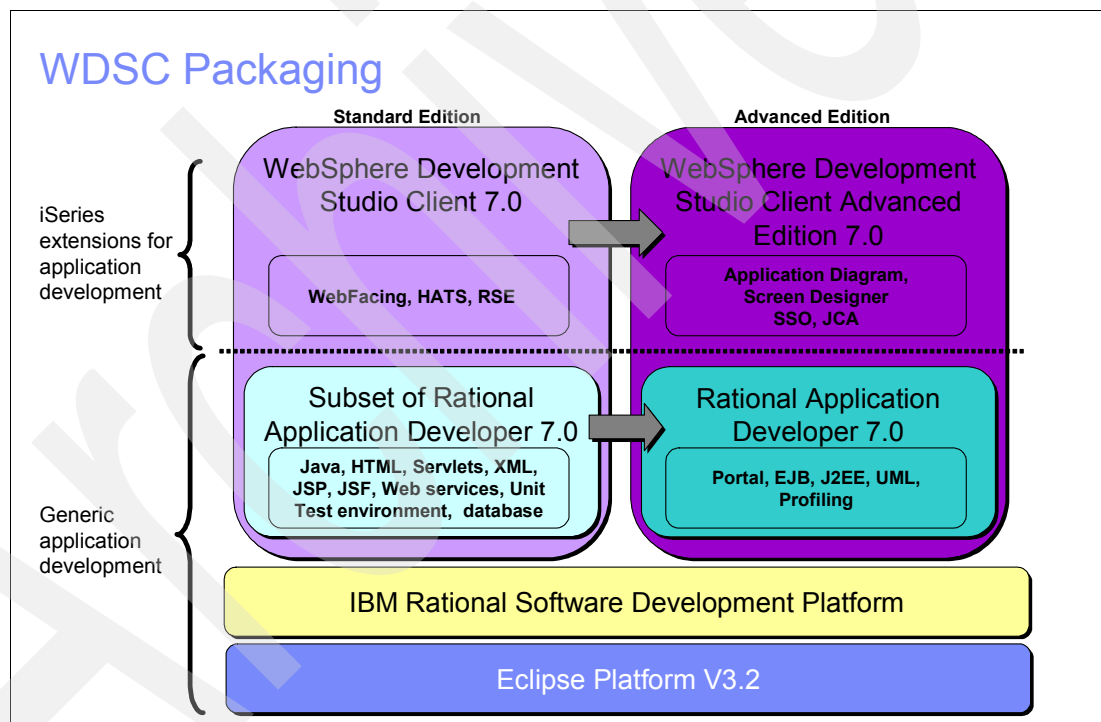 WDSC Packaging
Standard Edition
Advanced Edition
WebSphere Development
Studio Client 7.0
WebFacing, HATS, RSE
WebSphere Development
Studio Client Advanced
Edition 7.0
Application Diagram,
Screen Designer
SSO, JCA
iSeries
extensions for
application
development
Subset of Rational
Application Developer 7.0
Java, HTML, Servlets, XML,
JSP, JSF, Web services, Unit
Test environment, database
Rational Application
Developer 7.0
Portal, EJB, J2EE, UML,
Profiling
Generic
application
development
IBM Rational Software Development Platform
Eclipse Platform V3.2